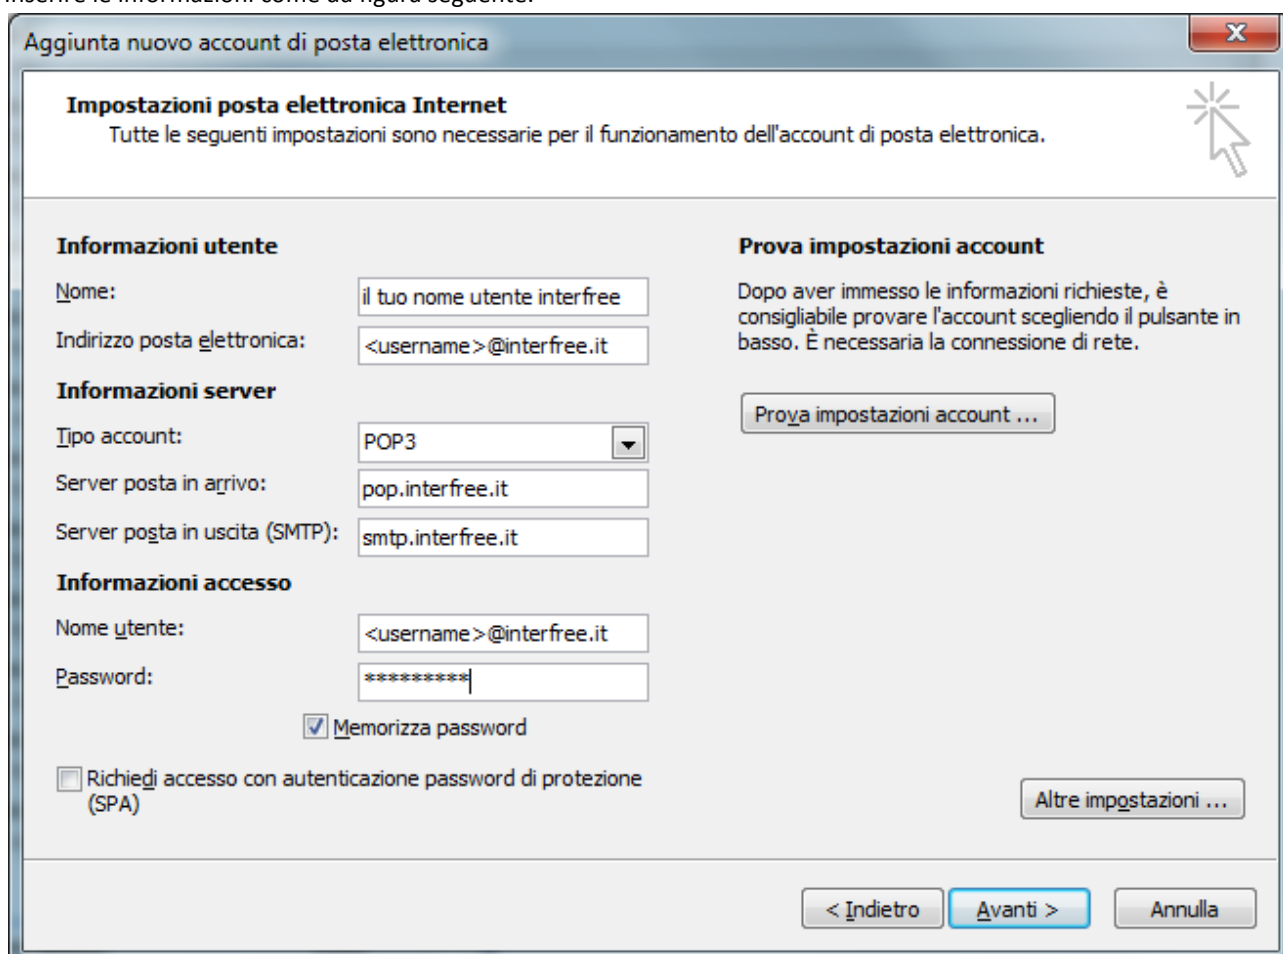 Inserire le informazioni come da figura seguente:
Aggiunta nuovo account di posta elettronica
Impostazioni posta elettronica Internet
Tutte le seguenti impostazioni sono necessarie per il funzionamento dell'account di posta elettronica.
Informazioni utente
Nome:
il tuo nome utente interfree
Indirizzo posta elettronica:
<username>@interfree.it
Informazioni server
Tipo account:
POP3
Server posta in arrivo:
pop.interfree.it
Server posta in uscita (SMTP):
smtp.interfree.it
Informazioni accesso
Nome utente:
<username>@interfree.it
Password:
*********
Memorizza password
Richiedi accesso con autenticazione password di protezione
(SPA)
Prova impostazioni account
Dopo aver immesso le informazioni richieste, è
consigliabile provare l'account scegliendo il pulsante in
basso. È necessaria la connessione di rete.
Prova impostazioni account ...
Altre impostazioni ...
< Indietro
Avanti >
Annulla